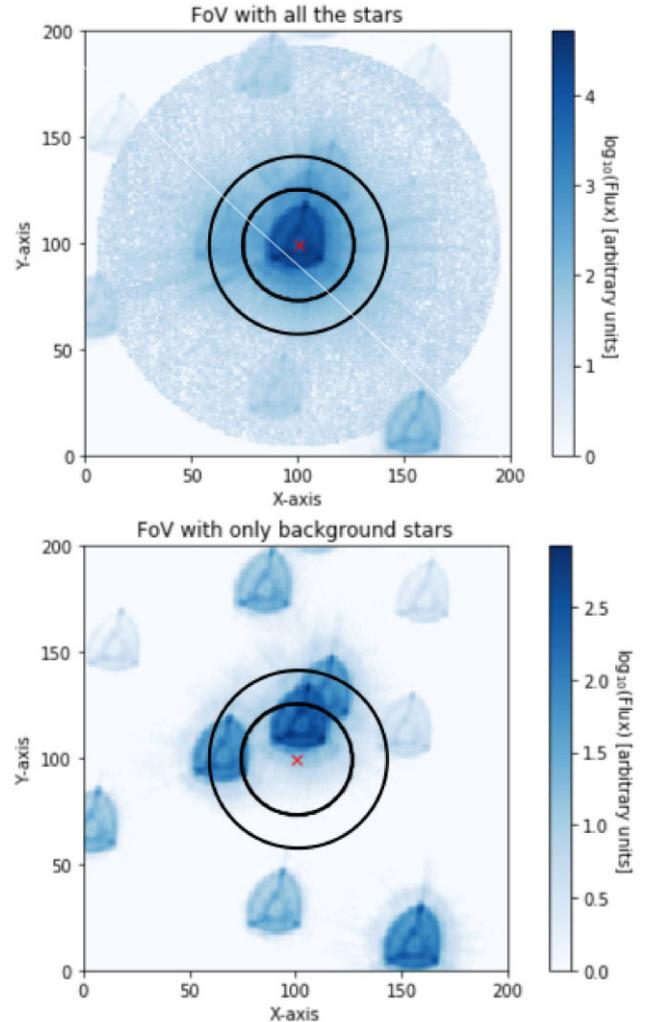 FoV with all the stars
200
150
100
50
0
Y-axis
0 50 100 150 200
X-axis
4
3
2
1
0
log₁₀(Flux) [arbitrary units]
FoV with only background stars
200
150
100
50
0
Y-axis
0 50 100 150 200
X-axis
2.5
2.0
1.5
1.0
0.5
0.0
log₁₀(Flux) [arbitrary units]